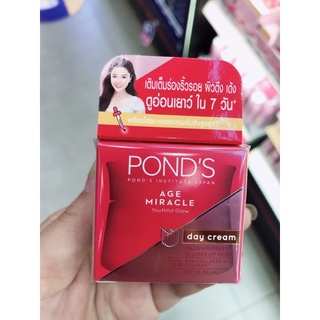 เติมเต็มร่องริ้วรอย ผิวตึง เด้ง
ดูอ่อนเยาว์ ใน 7 วัน*
POND'S
POND'S INSTITUTE JAPAN
AGE
MIRACLE
Youthful Glow
day cream